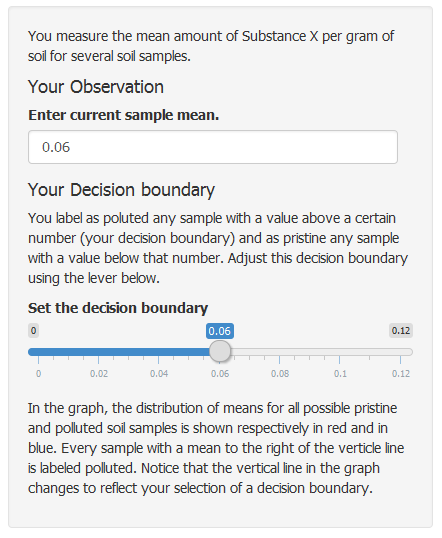 You measure the mean amount of Substance X per gram of
soil for several soil samples.
Your Observation
Enter current sample mean.
0.06
Your Decision boundary
You label as poluted any sample with a value above a certain
number (your decision boundary) and as pristine any sample
with a value below that number. Adjust this decision boundary
using the lever below.
Set the decision boundary
0 0.06 0.12
0 0.02 0.04 0.06 0.08 0.1 0.12
In the graph, the distribution of means for all possible pristine
and polluted soil samples is shown respectively in red and in
blue. Every sample with a mean to the right of the verticle line
is labeled polluted. Notice that the vertical line in the graph
changes to reflect your selection of a decision boundary.